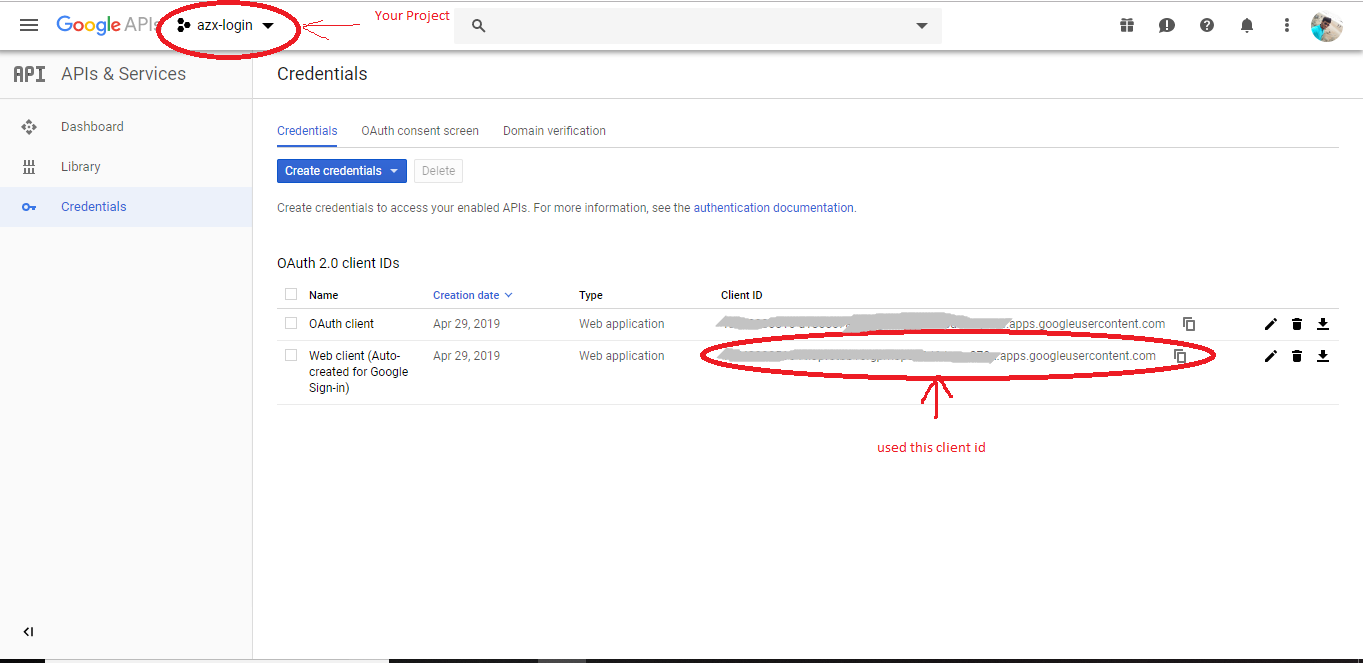 Google APIs azx-login
Your Project
API APIs & Services
Credentials
Dashboard
Library
Credentials
Credentials OAuth consent screen Domain verification
Create credentials Delete
Create credentials to access your enabled APIs. For more information, see the authentication documentation.
OAuth 2.0 client IDs
Name Creation date Type Client ID
OAuth client Apr 29, 2019 Web application .apps.googleusercontent.com
Web client (Auto- Apr 29, 2019 Web application .apps.googleusercontent.com
created for Google
Sign-in)
used this client id